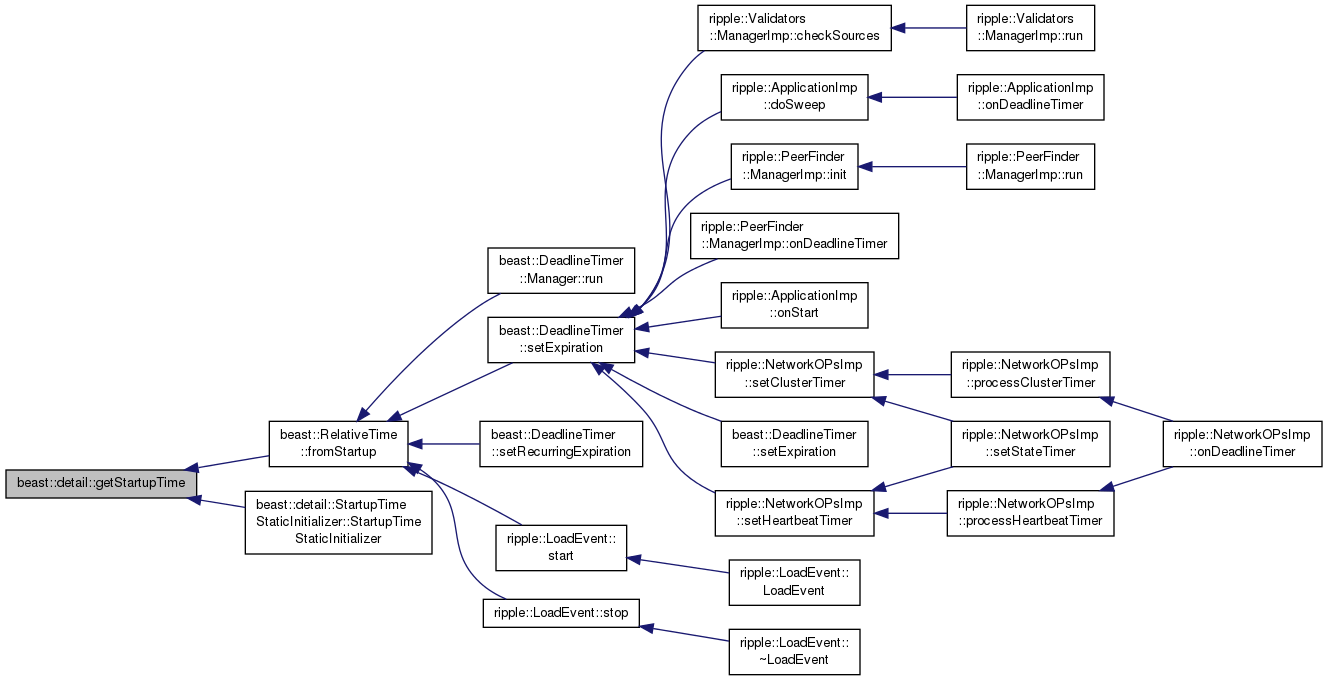 ripple::Validators
::ManagerImp::checkSources
ripple::Validators
::ManagerImp::run
ripple::ApplicationImp
::doSweep
ripple::ApplicationImp
::onDeadlineTimer
ripple::PeerFinder
::ManagerImp::init
ripple::PeerFinder
::ManagerImp::run
ripple::PeerFinder
::ManagerImp::onDeadlineTimer
beast::DeadlineTimer
::Manager::run
ripple::ApplicationImp
::onStart
beast::DeadlineTimer
::setExpiration
ripple::NetworkOPsImp
::setClusterTimer
ripple::NetworkOPsImp
::processClusterTimer
beast::RelativeTime
::fromStartup
beast::DeadlineTimer
::setRecurringExpiration
beast::DeadlineTimer
::setExpiration
ripple::NetworkOPsImp
::setStateTimer
ripple::NetworkOPsImp
::onDeadlineTimer
beast::detail::getStartupTime
beast::detail::StartupTime
StaticInitializer::StartupTime
StaticInitializer
ripple::NetworkOPsImp
::setHeartbeatTimer
ripple::NetworkOPsImp
::processHeartbeatTimer
ripple::LoadEvent::
start
ripple::LoadEvent::
LoadEvent
ripple::LoadEvent::stop
ripple::LoadEvent::
~LoadEvent